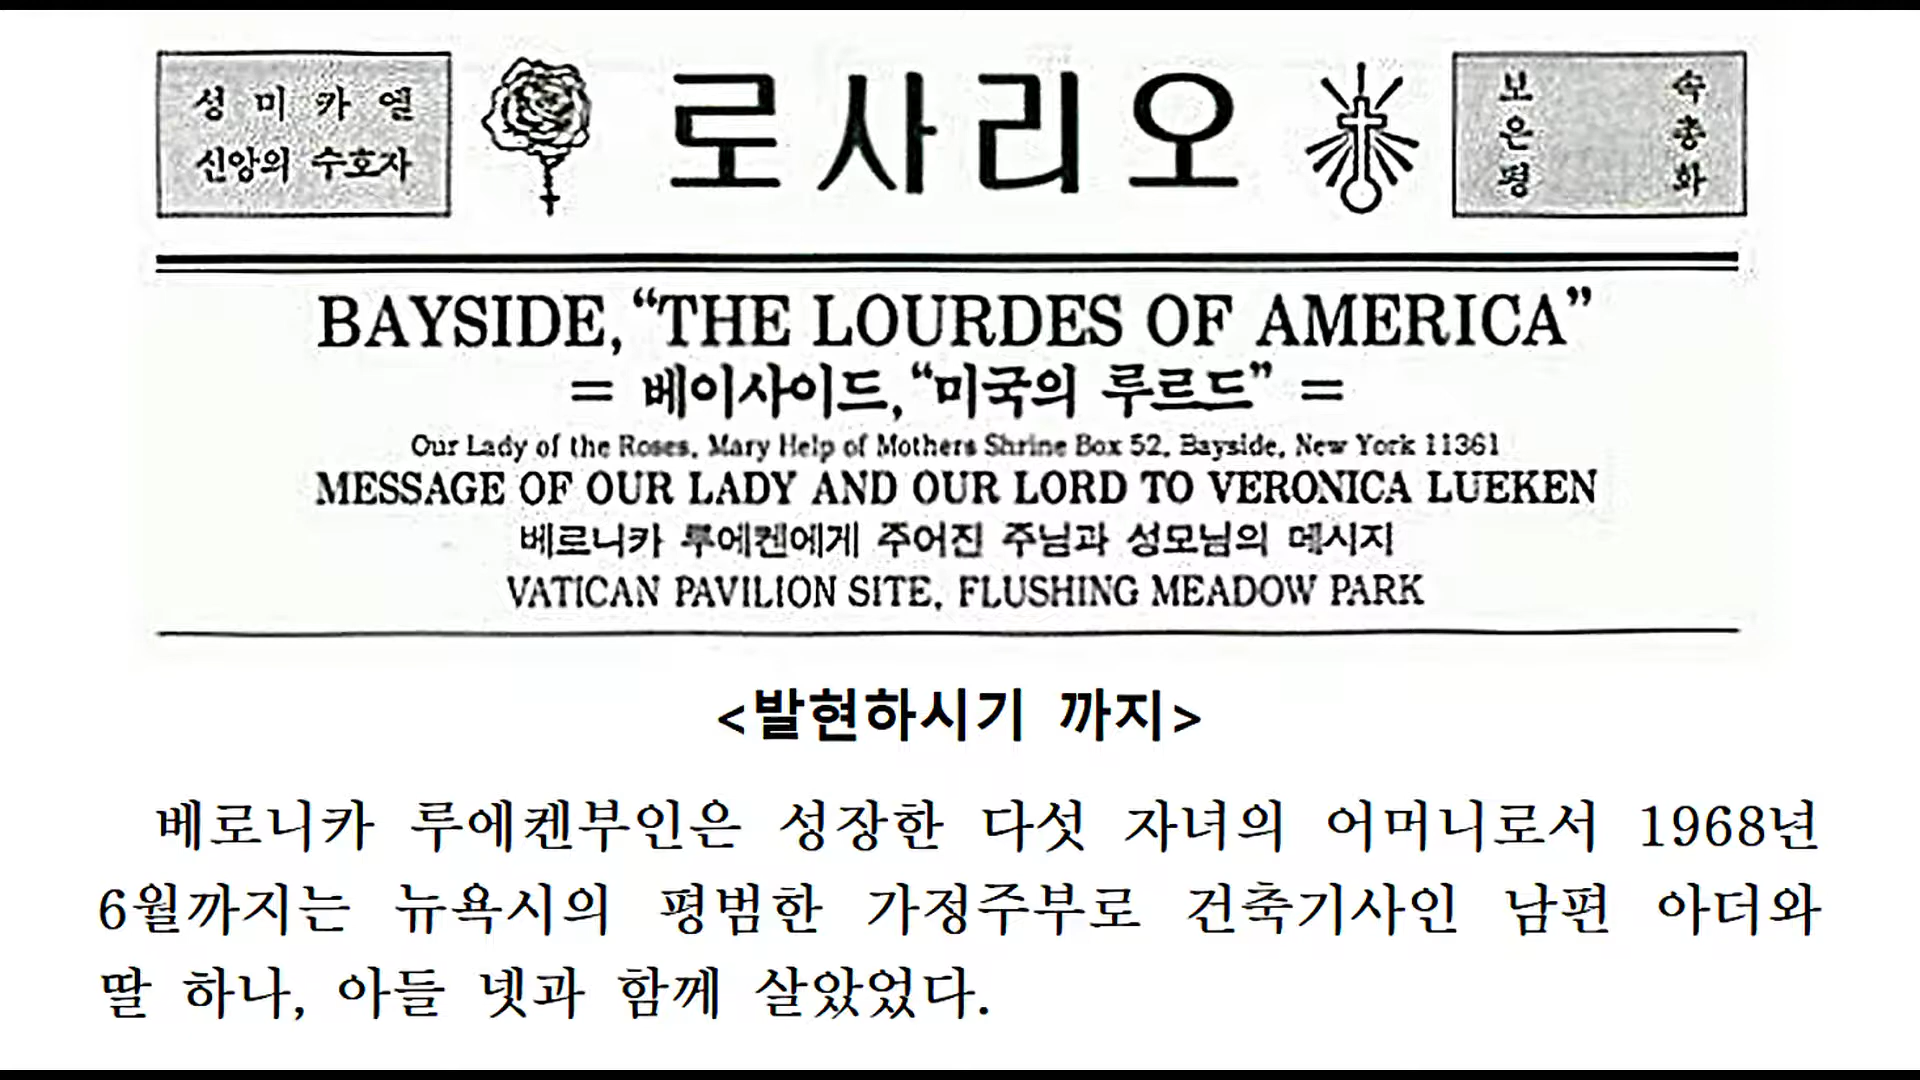 성 미 카 엘
신앙의 수호자
로사리오
보 속
은 총
평 화
BAYSIDE, “THE LOURDES OF AMERICA”
= 베이사이드, “미국의 루르드” =
Our Lady of the Roses, Mary Help of Mothers Shrine Box 52, Bayside, New York 11361
MESSAGE OF OUR LADY AND OUR LORD TO VERONICA LUEKEN
베르니카 루에켄에게 주어진 주님과 성모님의 메시지
VATICAN PAVILION SITE, FLUSHING MEADOW PARK
<발현하시기 까지>
베로니카 루에켄부인은 성장한 다섯 자녀의 어머니로서 1968년
6월까지는 뉴욕시의 평범한 가정주부로 건축기사인 남편 아더와
딸 하나, 아들 넷과 함께 살았었다.